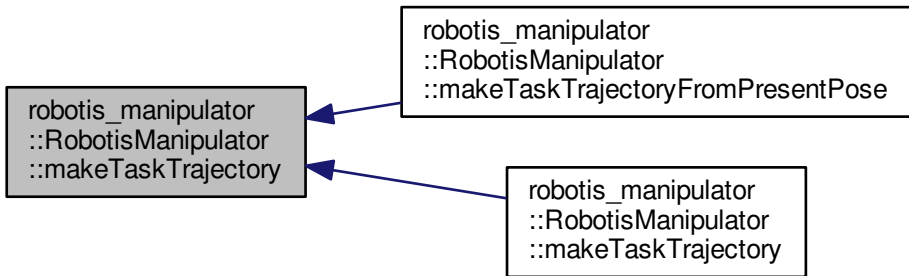 robotis_manipulator
::RobotisManipulator
::makeTaskTrajectory
robotis_manipulator
::RobotisManipulator
::makeTaskTrajectoryFromPresentPose
robotis_manipulator
::RobotisManipulator
::makeTaskTrajectory